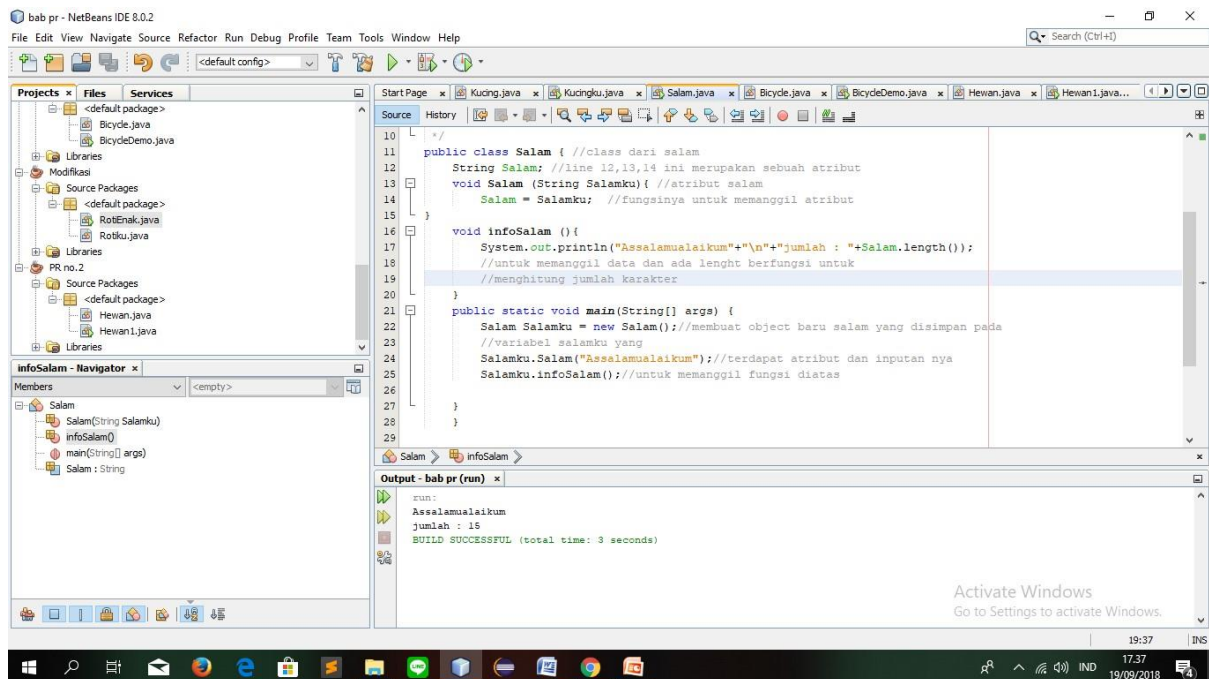 bab pr - NetBeans IDE 8.0.2
File Edit View Navigate Source Refactor Run Debug Profile Team Tools Window Help
Search (Ctrl+I)
<default config>
Projects Files Services
<default package>
Bicycle.java
BicycleDemo.java
Libraries
Modifikasi
Source Packages
<default package>
RotiEnak.java
Rotiku.java
Libraries
PR no.2
Source Packages
<default package>
Hewan.java
Hewan1.java
Libraries
infoSalam - Navigator
Members
<empty>
Salam
Salam(String Salamku)
infoSalam()
main(String[] args)
Salam : String
Start Page Kucing.java Kucingku.java Salam.java Bicycle.java BicycleDemo.java Hewan.java Hewan1.java...
Source History
10 */
11 public class Salam { //class dari salam
12 String Salam; //line 12,13,14 ini merupakan sebuah atribut
13 void Salam (String Salamku){ //atribut salam
14 Salam = Salamku; //fungsinya untuk memanggil atribut
15 }
16 void infoSalam (){
17 System.out.println("Assalamualaikum"+"\n"+"jumlah : "+Salam.length());
18 //untuk memanggil data dan ada lenght berfungsi untuk
19 //menghitung jumlah karakter
20 }
21 public static void main(String[] args) {
22 Salam Salamku = new Salam();//membuat object baru salam yang disimpan pada
23 //variabel salamku yang
24 Salamku.Salam("Assalamualaikum");//terdapat atribut dan inputan nya
25 Salamku.infoSalam();//untuk memanggil fungsi diatas
26
27 }
28 }
29
Salam infoSalam
Output - bab pr (run)
run:
Assalamualaikum
jumlah : 15
BUILD SUCCESSFUL (total time: 3 seconds)
Activate Windows
Go to Settings to activate Windows.
19:37 INS
IND
17.37
19/09/2018